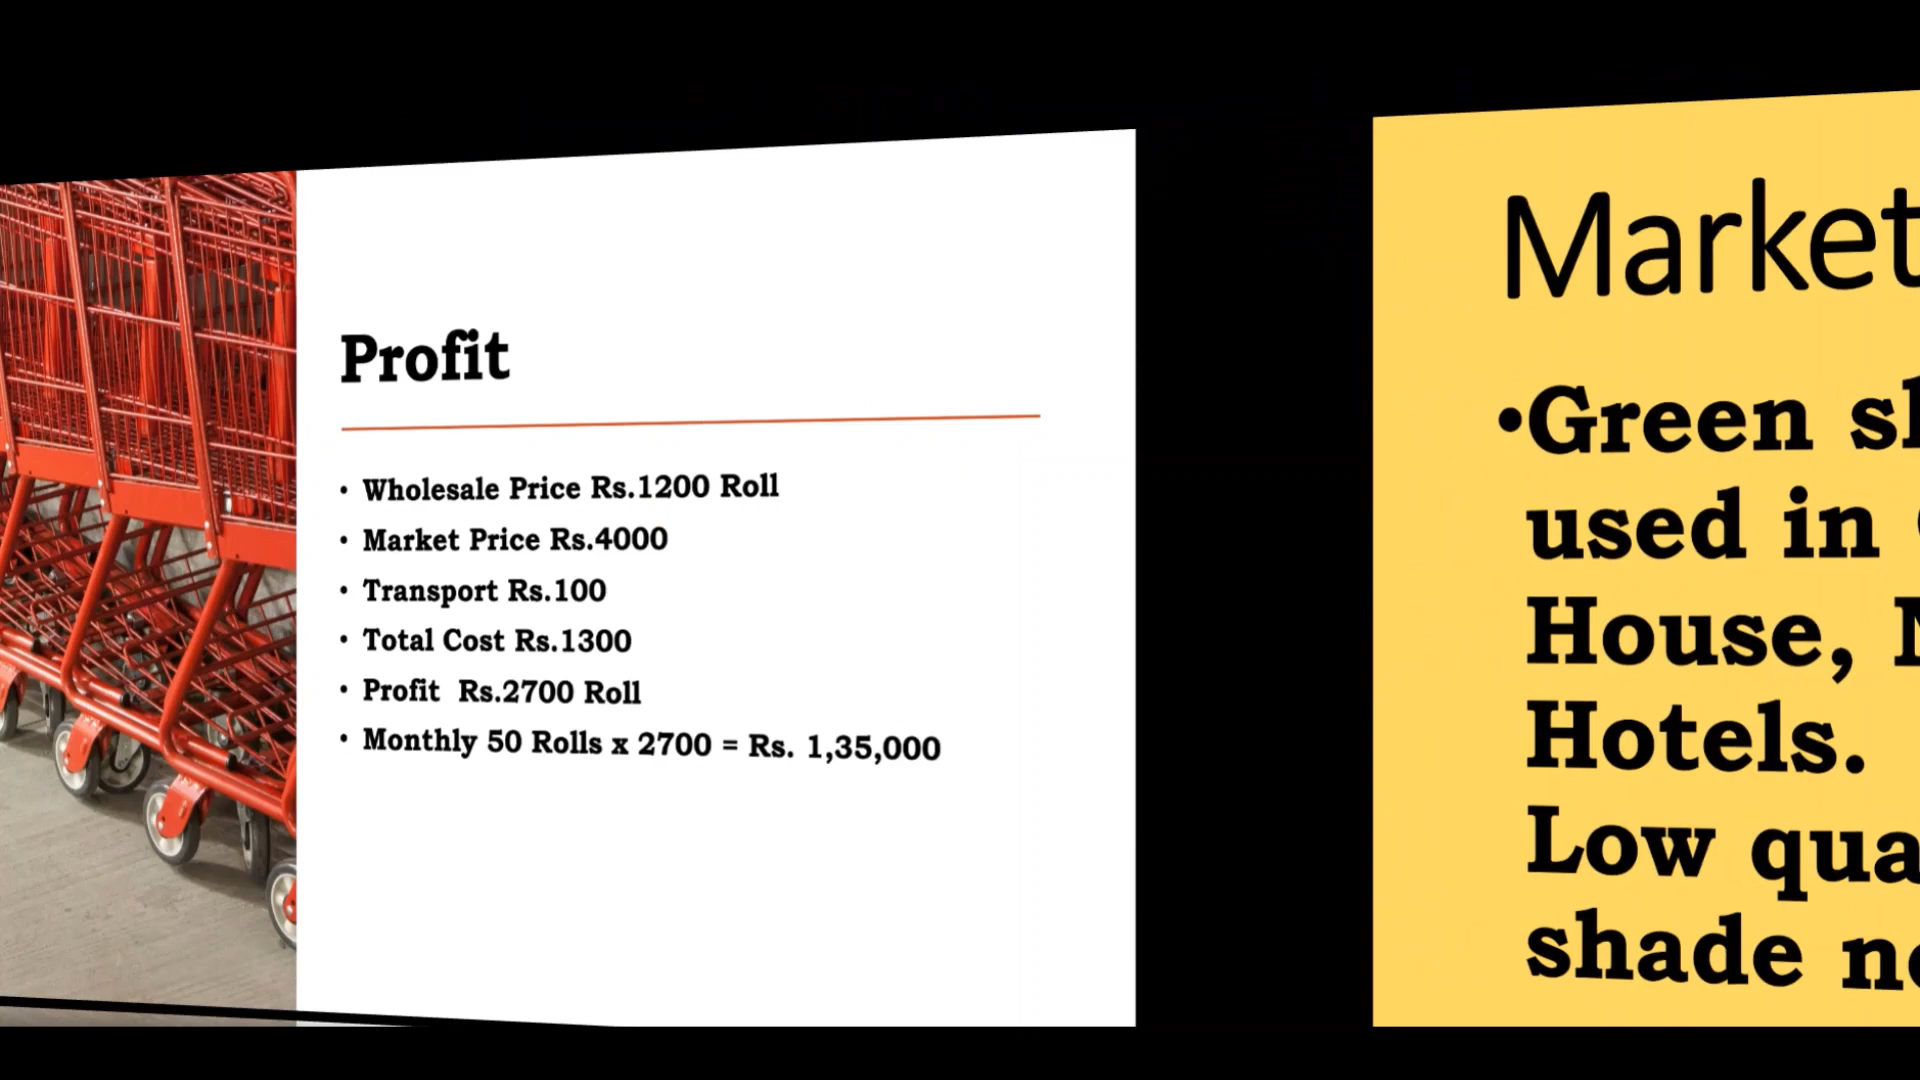 Profit
• Wholesale Price Rs.1200 Roll
• Market Price Rs.4000
• Transport Rs.100
• Total Cost Rs.1300
• Profit Rs.2700 Roll
• Monthly 50 Rolls x 2700 = Rs. 1,35,000
Market
•Green
used in
House,
Hotels.
Low
shade